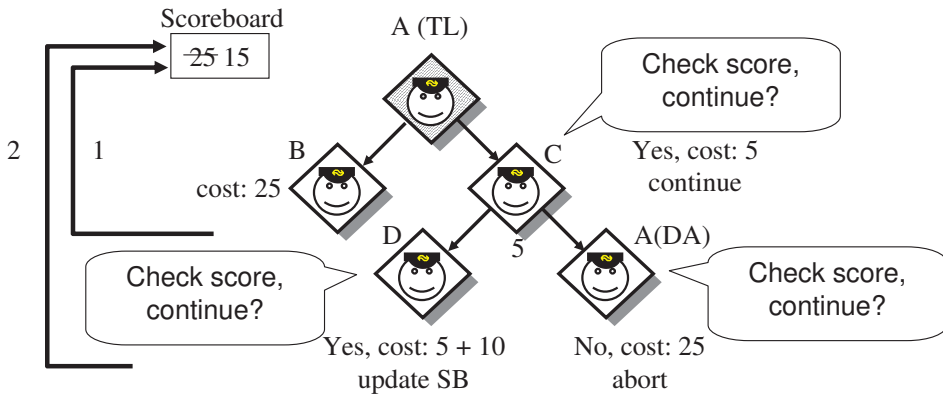 Scoreboard
25 15
A (TL)
Check score,
continue?
2
1
B
C
Yes, cost: 5
continue
cost: 25
D
5
A(DA)
Check score,
continue?
Check score,
continue?
Yes, cost: 5 + 10
update SB
No, cost: 25
abort